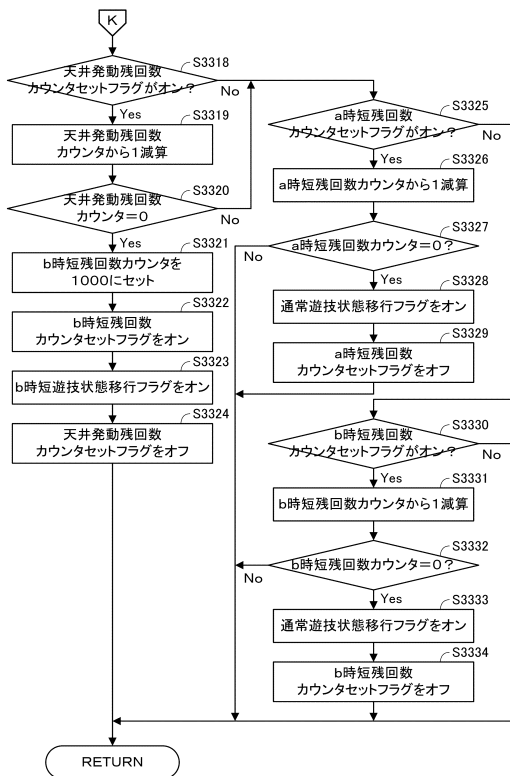 K
S3318
天井発動残回数
カウンタセットフラグがオン?
No
Yes
S3319
天井発動残回数
カウンタから1減算
S3320
天井発動残回数
カウンタ=0
No
Yes
S3321
b時短残回数カウンタを
1000にセット
S3322
b時短残回数
カウンタセットフラグをオン
S3323
b時短遊技状態移行フラグをオン
S3324
天井発動残回数
カウンタセットフラグをオフ
S3325
a時短残回数
カウンタセットフラグがオン?
No
Yes
S3326
a時短残回数カウンタから1減算
S3327
a時短残回数カウンタ=0?
No
Yes
S3328
通常遊技状態移行フラグをオン
S3329
a時短残回数
カウンタセットフラグをオフ
S3330
b時短残回数
カウンタセットフラグがオン?
No
Yes
S3331
b時短残回数カウンタから1減算
S3332
b時短残回数カウンタ=0?
No
Yes
S3333
通常遊技状態移行フラグをオン
S3334
b時短残回数
カウンタセットフラグをオフ
RETURN